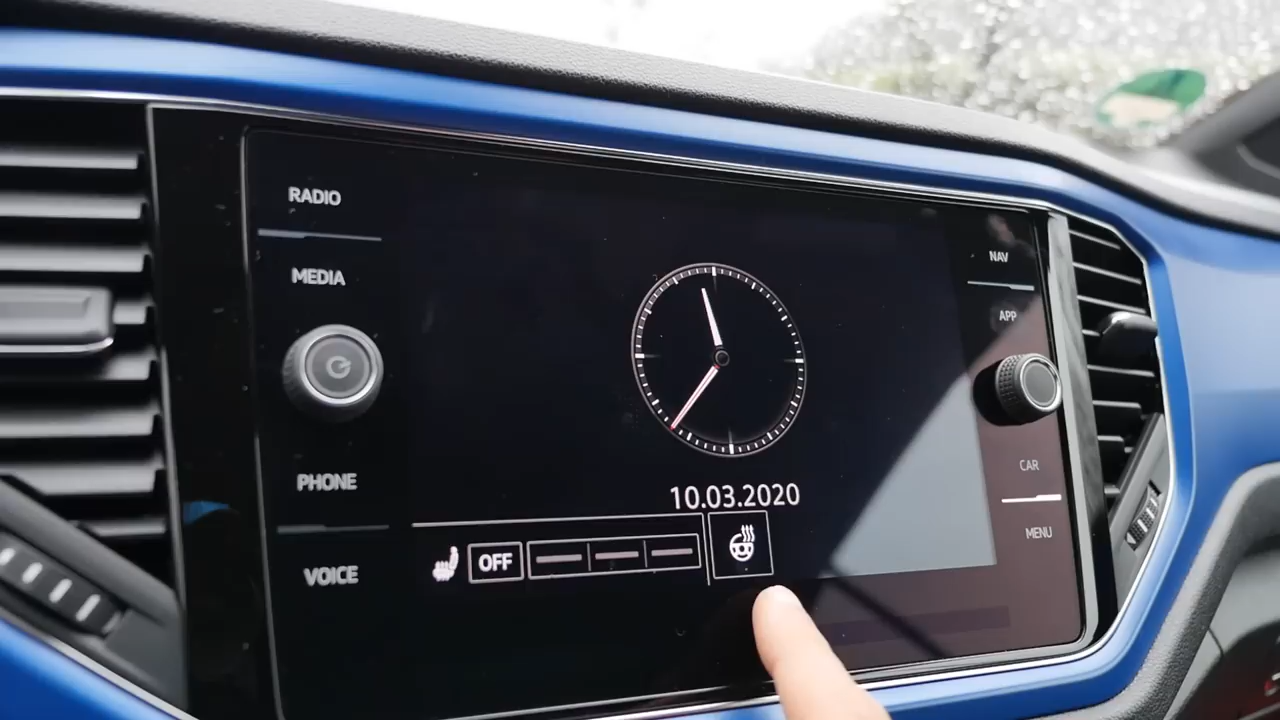 RADIO
MEDIA
PHONE
VOICE
10.03.2020
OFF
NAV
APP
CAR
MENU